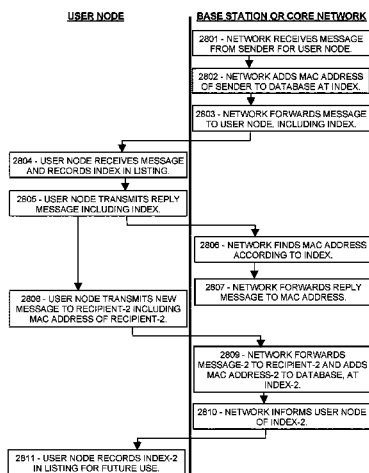 USER NODE
BASE STATION OR CORE NETWORK
2801 - NETWORK RECEIVES MESSAGE
FROM SENDER FOR USER NODE.
2802 - NETWORK ADDS MAC ADDRESS
OF SENDER TO DATABASE AT INDEX.
2803 - NETWORK FORWARDS MESSAGE
TO USER NODE, INCLUDING INDEX.
2804 - USER NODE RECEIVES MESSAGE
AND RECORDS INDEX IN LISTING.
2805 - USER NODE TRANSMITS REPLY
MESSAGE INCLUDING INDEX.
2806 - NETWORK FINDS MAC ADDRESS
ACCORDING TO INDEX.
2807 - NETWORK FORWARDS REPLY
MESSAGE TO MAC ADDRESS.
2808 - USER NODE TRANSMITS NEW
MESSAGE TO RECIPIENT-2 INCLUDING
MAC ADDRESS OF RECIPIENT-2.
2809 - NETWORK FORWARDS
MESSAGE-2 TO RECIPIENT-2 AND ADDS
MAC ADDRESS-2 TO DATABASE, AT
INDEX-2.
2810 - NETWORK INFORMS USER NODE
OF INDEX-2.
2811 - USER NODE RECORDS INDEX-2
IN LISTING FOR FUTURE USE.